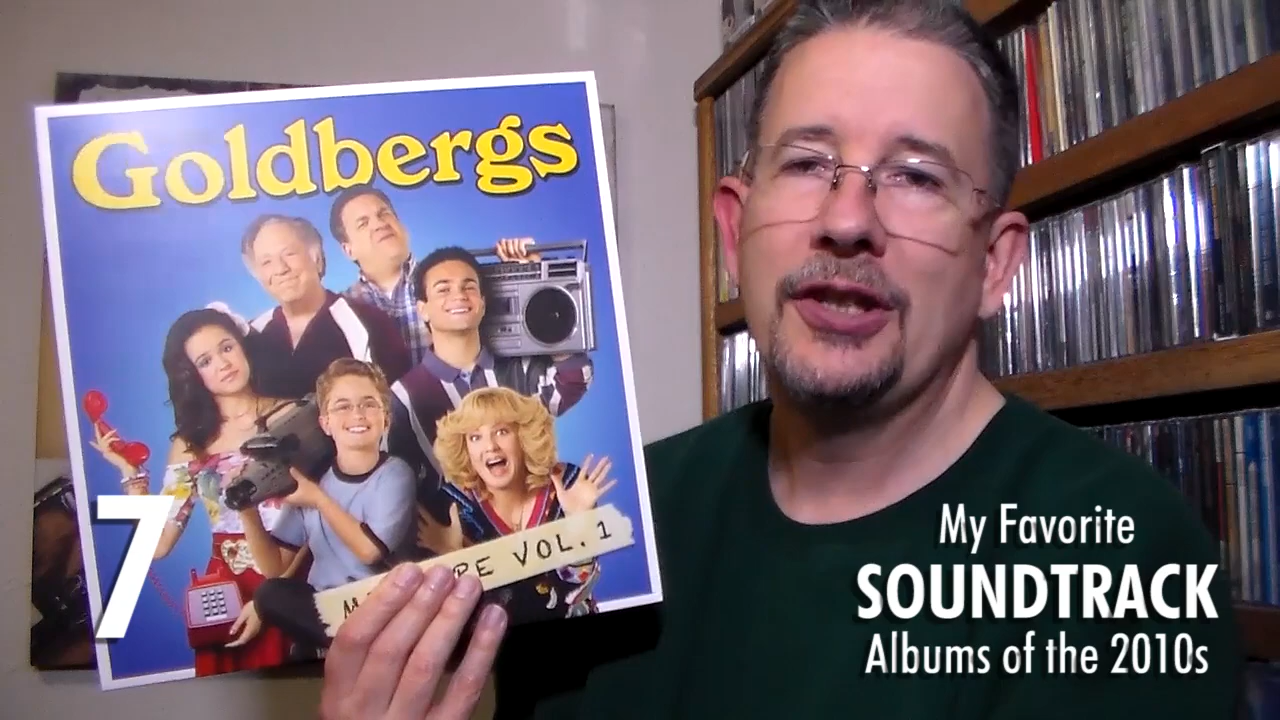 Goldbergs
PE VOL. 1
7
My Favorite
SOUNDTRACK
Albums of the 2010s